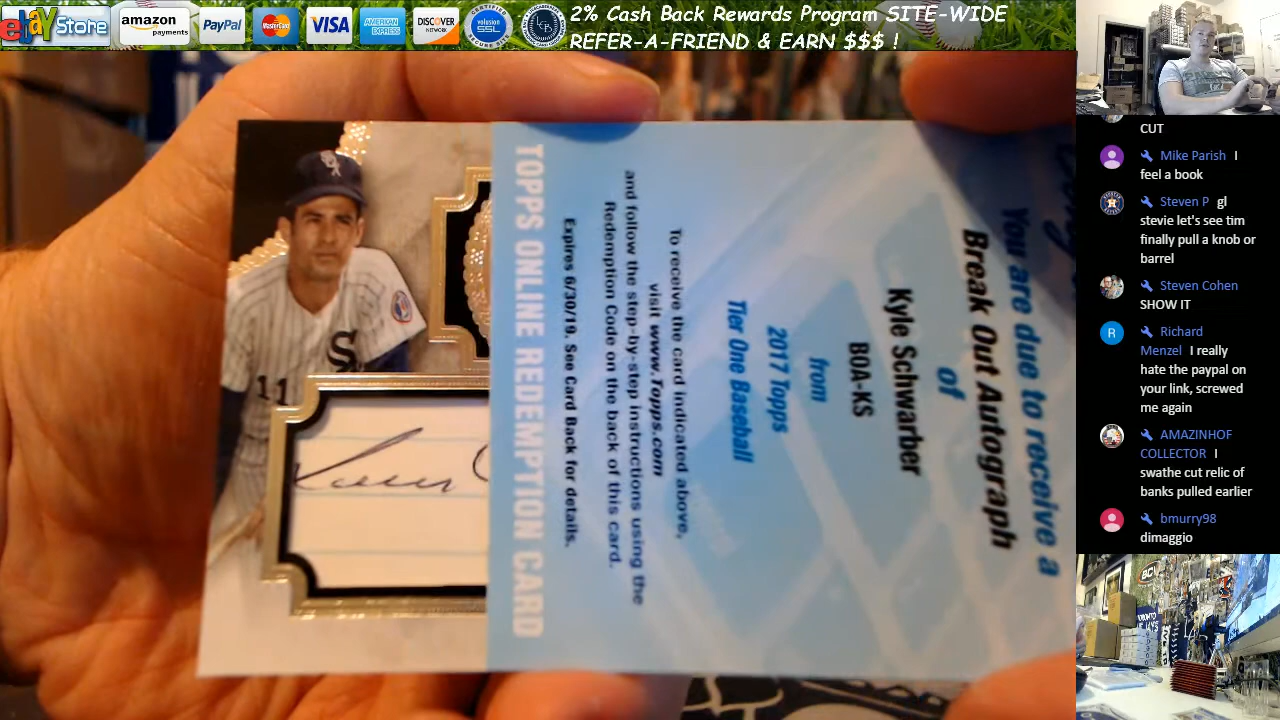 ebay Store
amazon
payments
PayPal
MasterCard
VISA
AMERICAN
EXPRESS
DISCOVER
NETWORK
volusion
SSL
2% Cash Back Rewards Program SITE-WIDE
REFER-A-FRIEND & EARN $$$ !
You are due to receive a
Break Out Autograph
of
Kyle Schwarber
BOA-KS
from
2017 Topps
Tier One Baseball
To receive the card indicated above,
visit www.Topps.com
and follow the step-by-step instructions using the
Redemption Code on the back of this card.
Expires 6/30/19. See Card Back for details.
TOPPS ONLINE REDEMPTION CARD
11
CUT
Mike Parish I
feel a book
Steven P gl
stevie let's see tim
finally pull a knob or
barrel
Steven Cohen
SHOW IT
R
Richard
Menzel I really
hate the paypal on
your link, screwed
me again
AMAZINHOF
COLLECTOR I
swathe cut relic of
banks pulled earlier
bmurry98
dimaggio